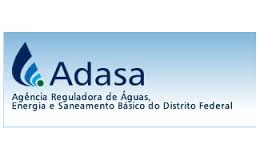 Adasa
Agência Reguladora de Águas,
Energia e Saneamento Básico do Distrito Federal